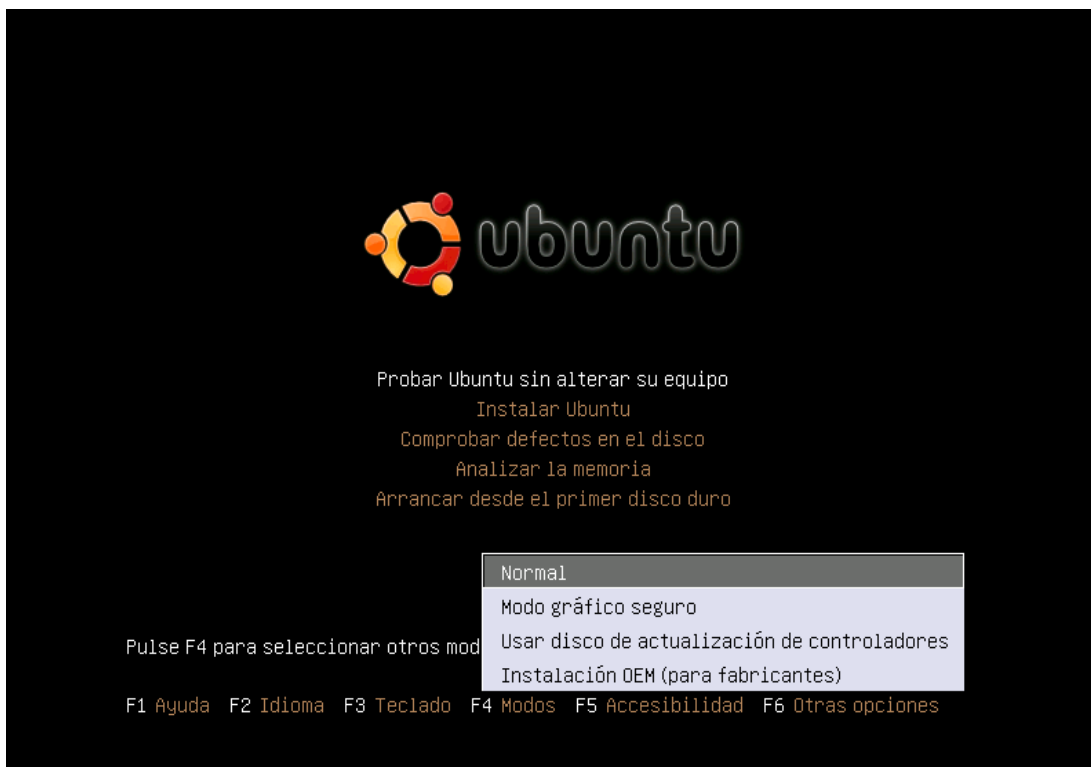 ubuntu
Probar Ubuntu sin alterar su equipo
Instalar Ubuntu
Comprobar defectos en el disco
Analizar la memoria
Arrancar desde el primer disco duro
Normal
Modo gráfico seguro
Usar disco de actualización de controladores
Instalación OEM (para fabricantes)
Pulse F4 para seleccionar otros
F1 Ayuda F2 Idioma F3 Teclado F4 Modos F5 Accesibilidad F6 Otras opciones